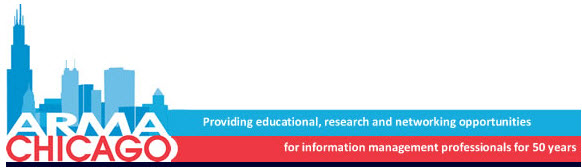 ARMA
CHICAGO
Providing educational, research and networking opportunities
for information management professionals for 50 years